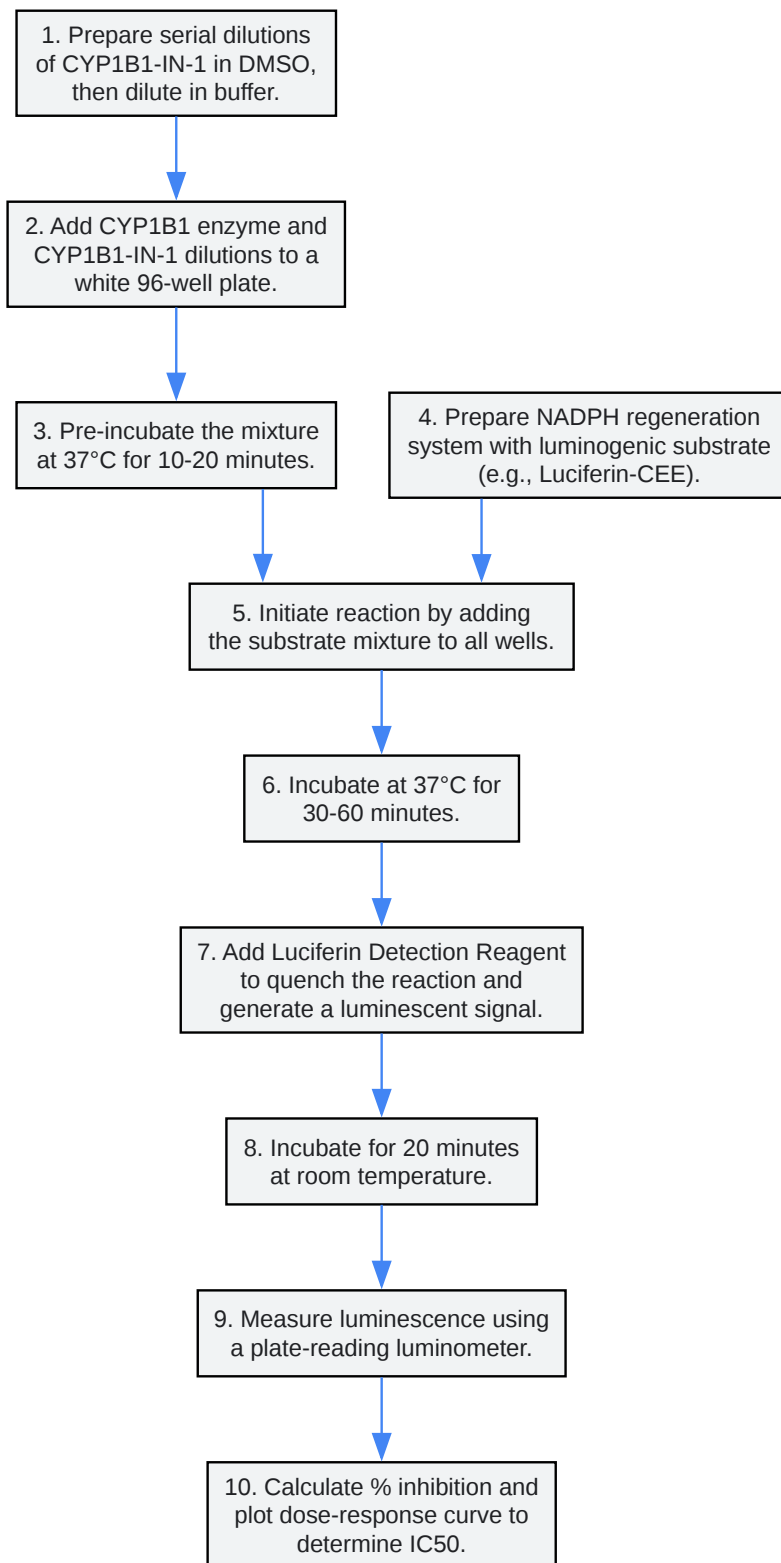 1. Prepare serial dilutions
of CYP1B1-IN-1 in DMSO,
then dilute in buffer.
2. Add CYP1B1 enzyme and
CYP1B1-IN-1 dilutions to a
white 96-well plate.
3. Pre-incubate the mixture
at 37°C for 10-20 minutes.
4. Prepare NADPH regeneration
system with luminogenic substrate
(e.g., Luciferin-CEE).
5. Initiate reaction by adding
the substrate mixture to all wells.
6. Incubate at 37°C for
30-60 minutes.
7. Add Luciferin Detection Reagent
to quench the reaction and
generate a luminescent signal.
8. Incubate for 20 minutes
at room temperature.
9. Measure luminescence using
a plate-reading luminometer.
10. Calculate % inhibition and
plot dose-response curve to
determine IC50.